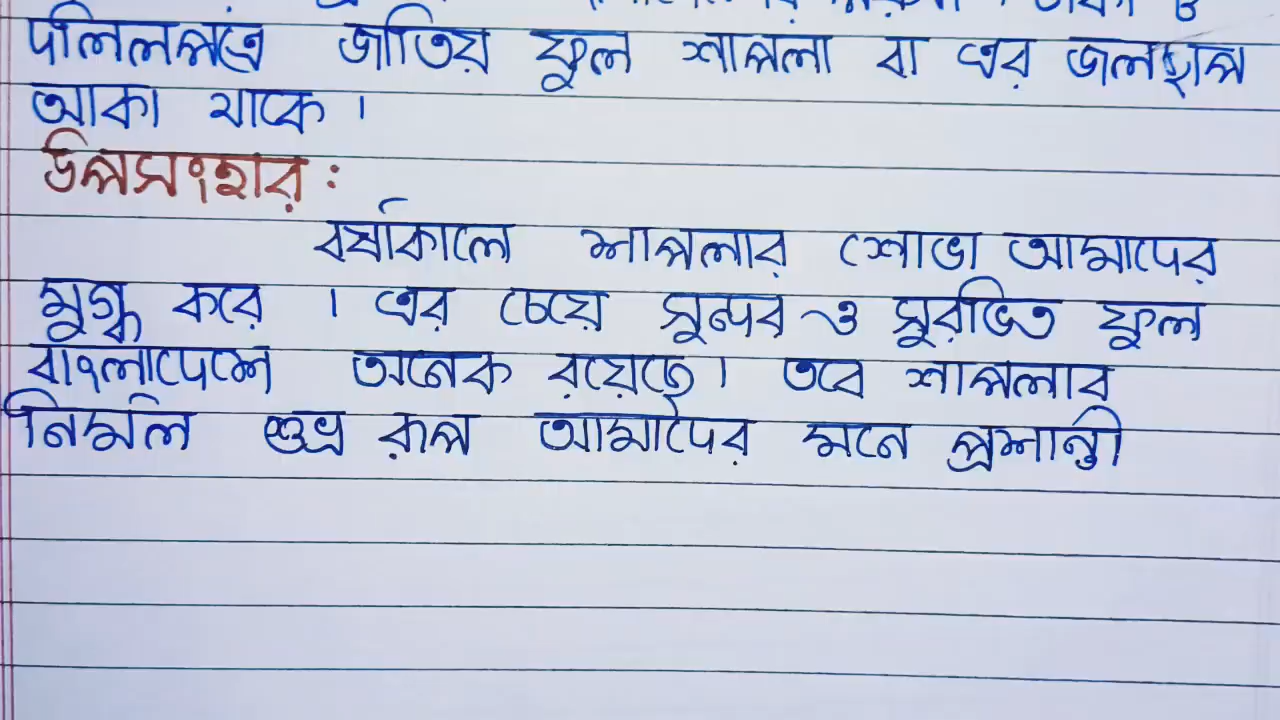 টাকা ও
দলিলপত্রে জাতিয় ফুল শাপলা বা এর জলছাপ
আকা থাকে।
উপসংহার:
বর্ষাকালে শাপলার শোভা আমাদের
মুগ্ধ করে। এর চেয়ে সুন্দর ও সুরভিত ফুল
বাংলাদেশে অনেক রয়েছে। তবে শাপলার
নির্মল শুভ্র রূপ আমাদের মনে প্রশান্তী